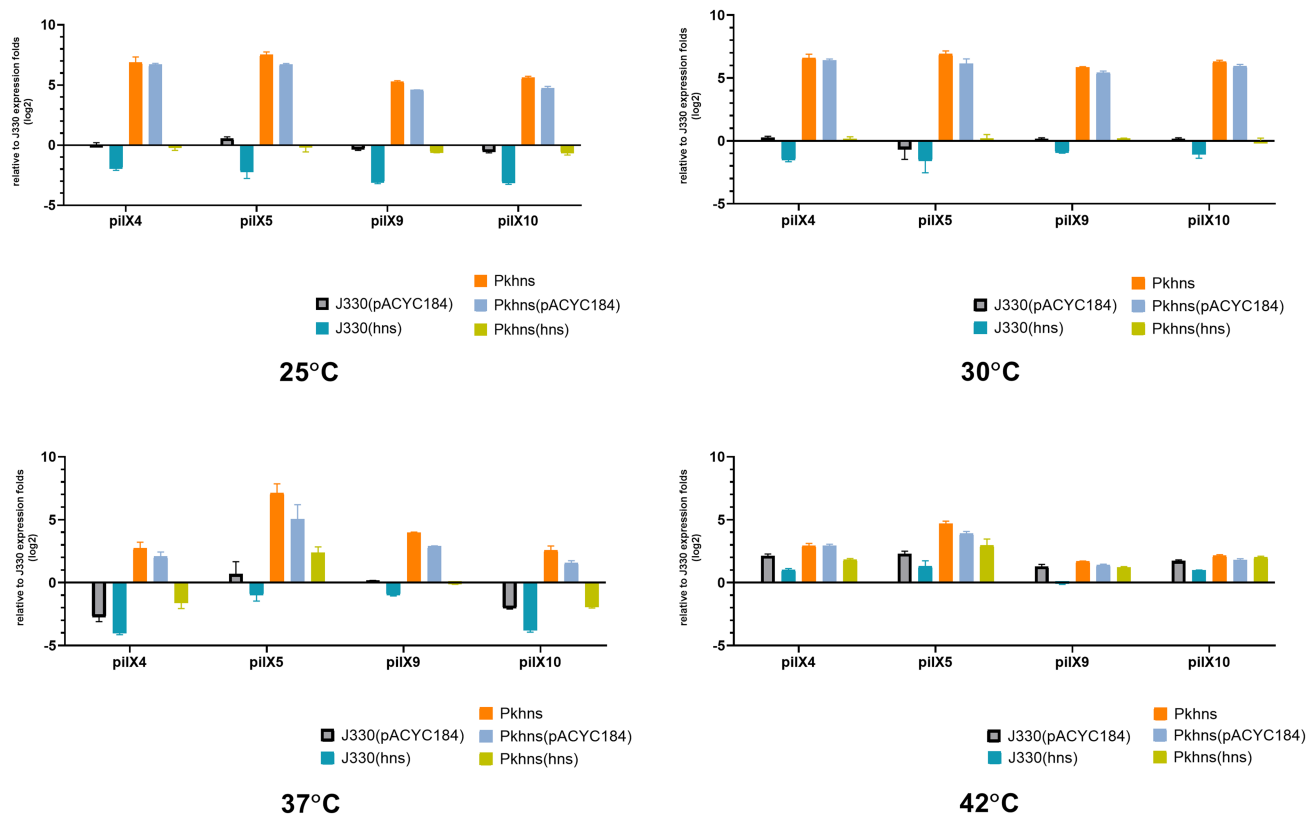 relative to J330 expression folds
(log2)
10
5
0
-5
pilX4 pilX5 pilX9 pilX10
J330(pACYC184)
J330(hns)
Pkhns
Pkhns(pACYC184)
Pkhns(hns)
25°C
relative to J330 expression folds
(log2)
10
5
0
-5
pilX4 pilX5 pilX9 pilX10
J330(pACYC184)
J330(hns)
Pkhns
Pkhns(pACYC184)
Pkhns(hns)
30°C
relative to J330 expression folds
(log2)
10
5
0
-5
pilX4 pilX5 pilX9 pilX10
J330(pACYC184)
J330(hns)
Pkhns
Pkhns(pACYC184)
Pkhns(hns)
37°C
relative to J330 expression folds
(log2)
10
5
0
-5
pilX4 pilX5 pilX9 pilX10
J330(pACYC184)
J330(hns)
Pkhns
Pkhns(pACYC184)
Pkhns(hns)
42°C